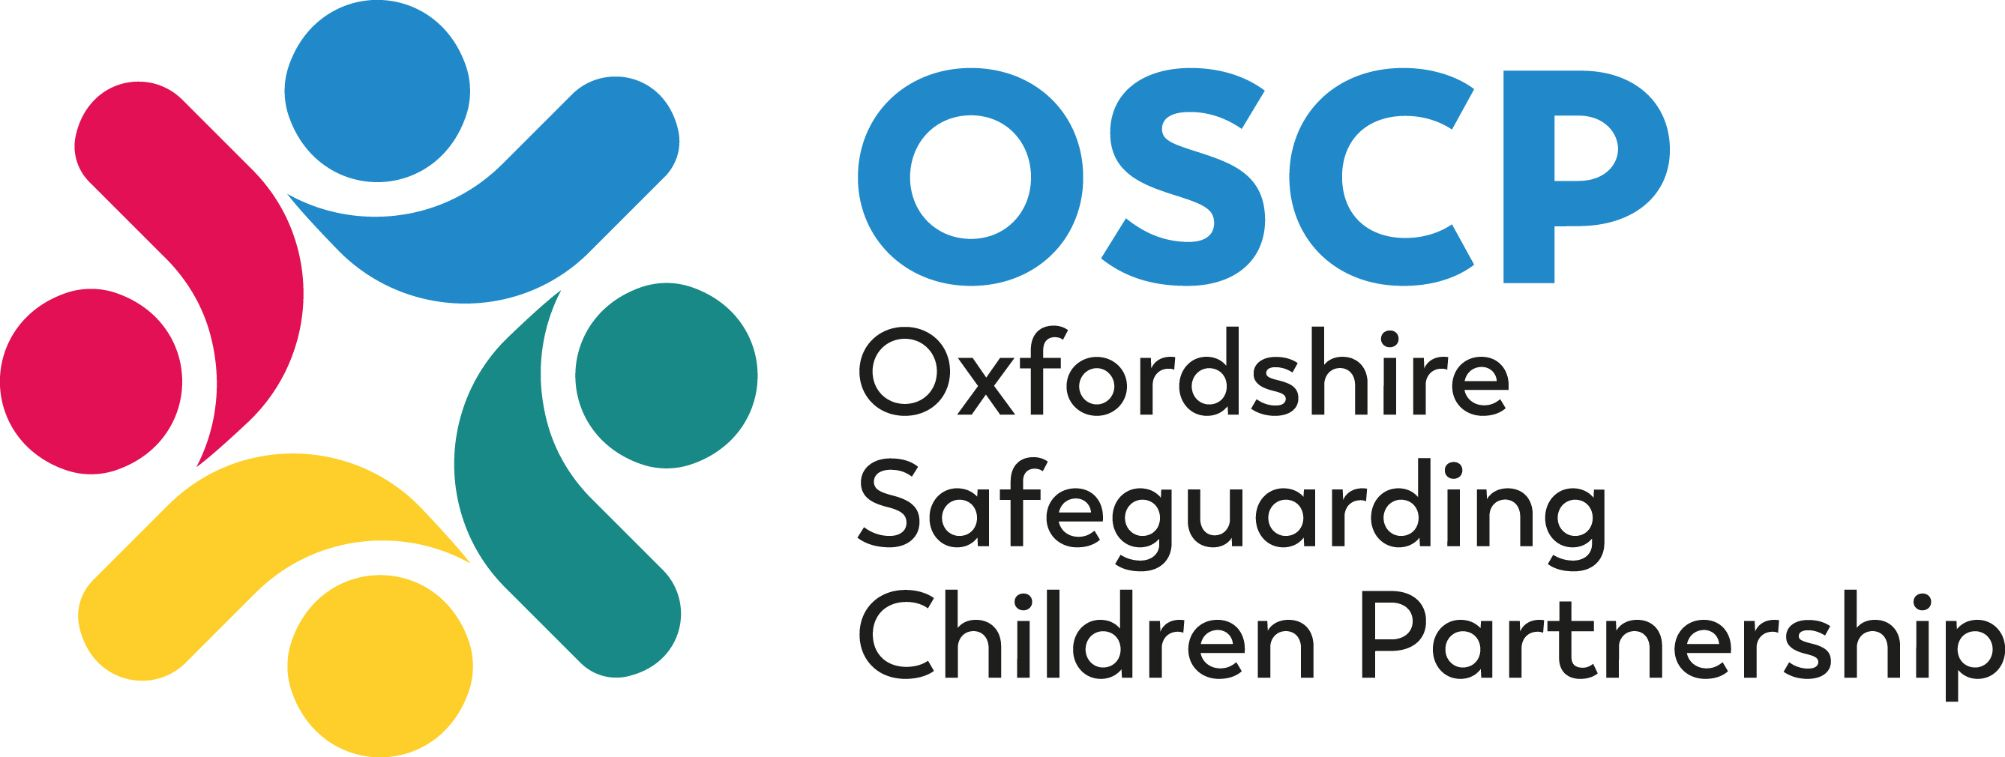 OSCP
Oxfordshire
Safeguarding
Children Partnership